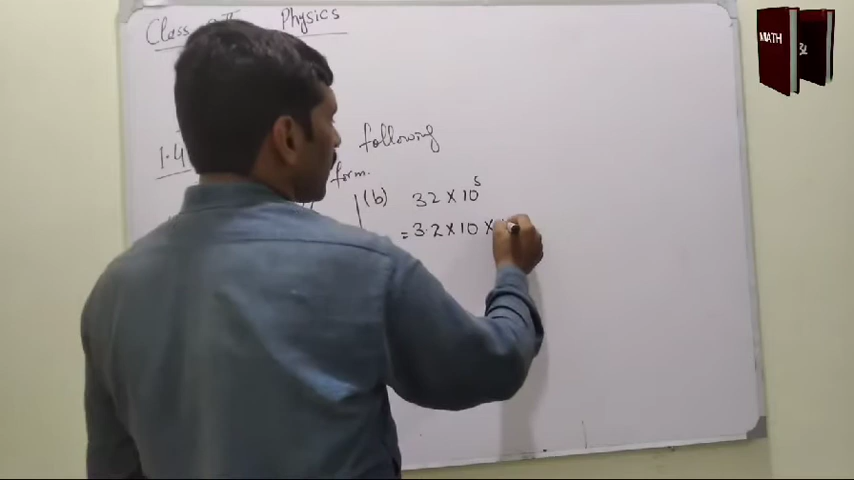 Class Physics
1.4 following
form.
(b) 32 × 10⁵
= 3.2 × 10 ×
MATH